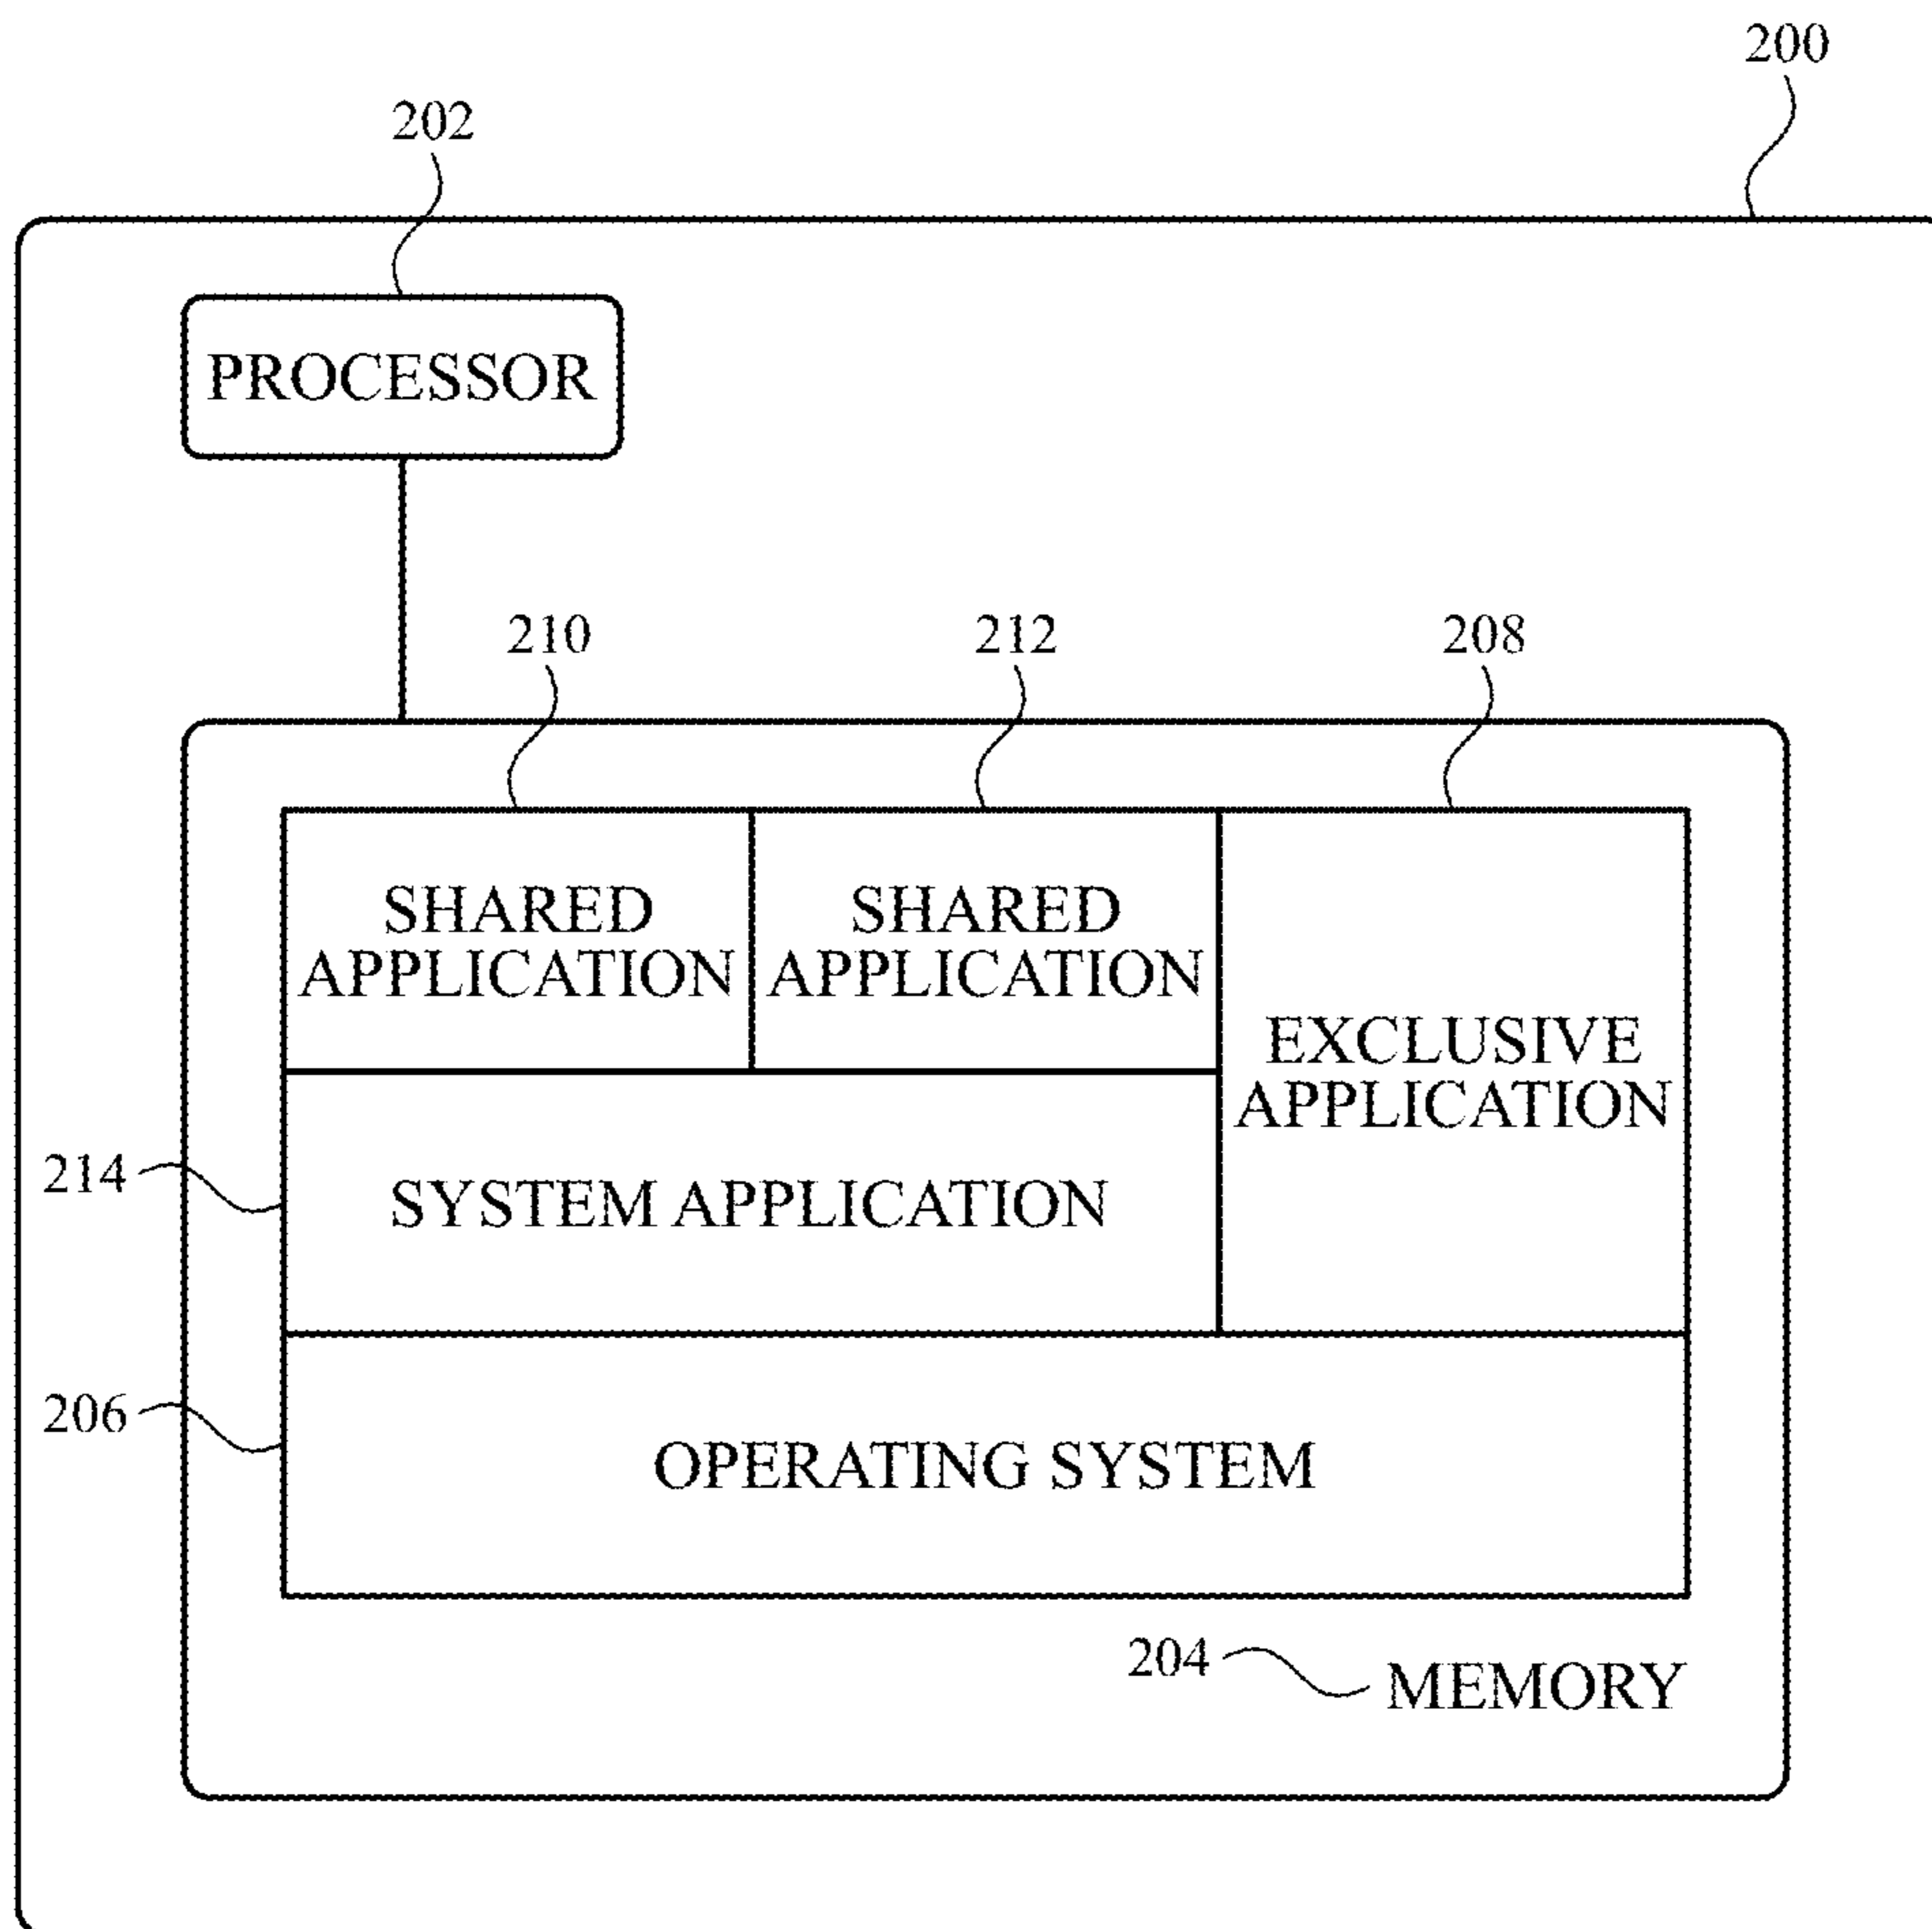 200
202
PROCESSOR
210
212
208
SHARED
APPLICATION
SHARED
APPLICATION
EXCLUSIVE
APPLICATION
214
SYSTEM APPLICATION
206
OPERATING SYSTEM
204
MEMORY